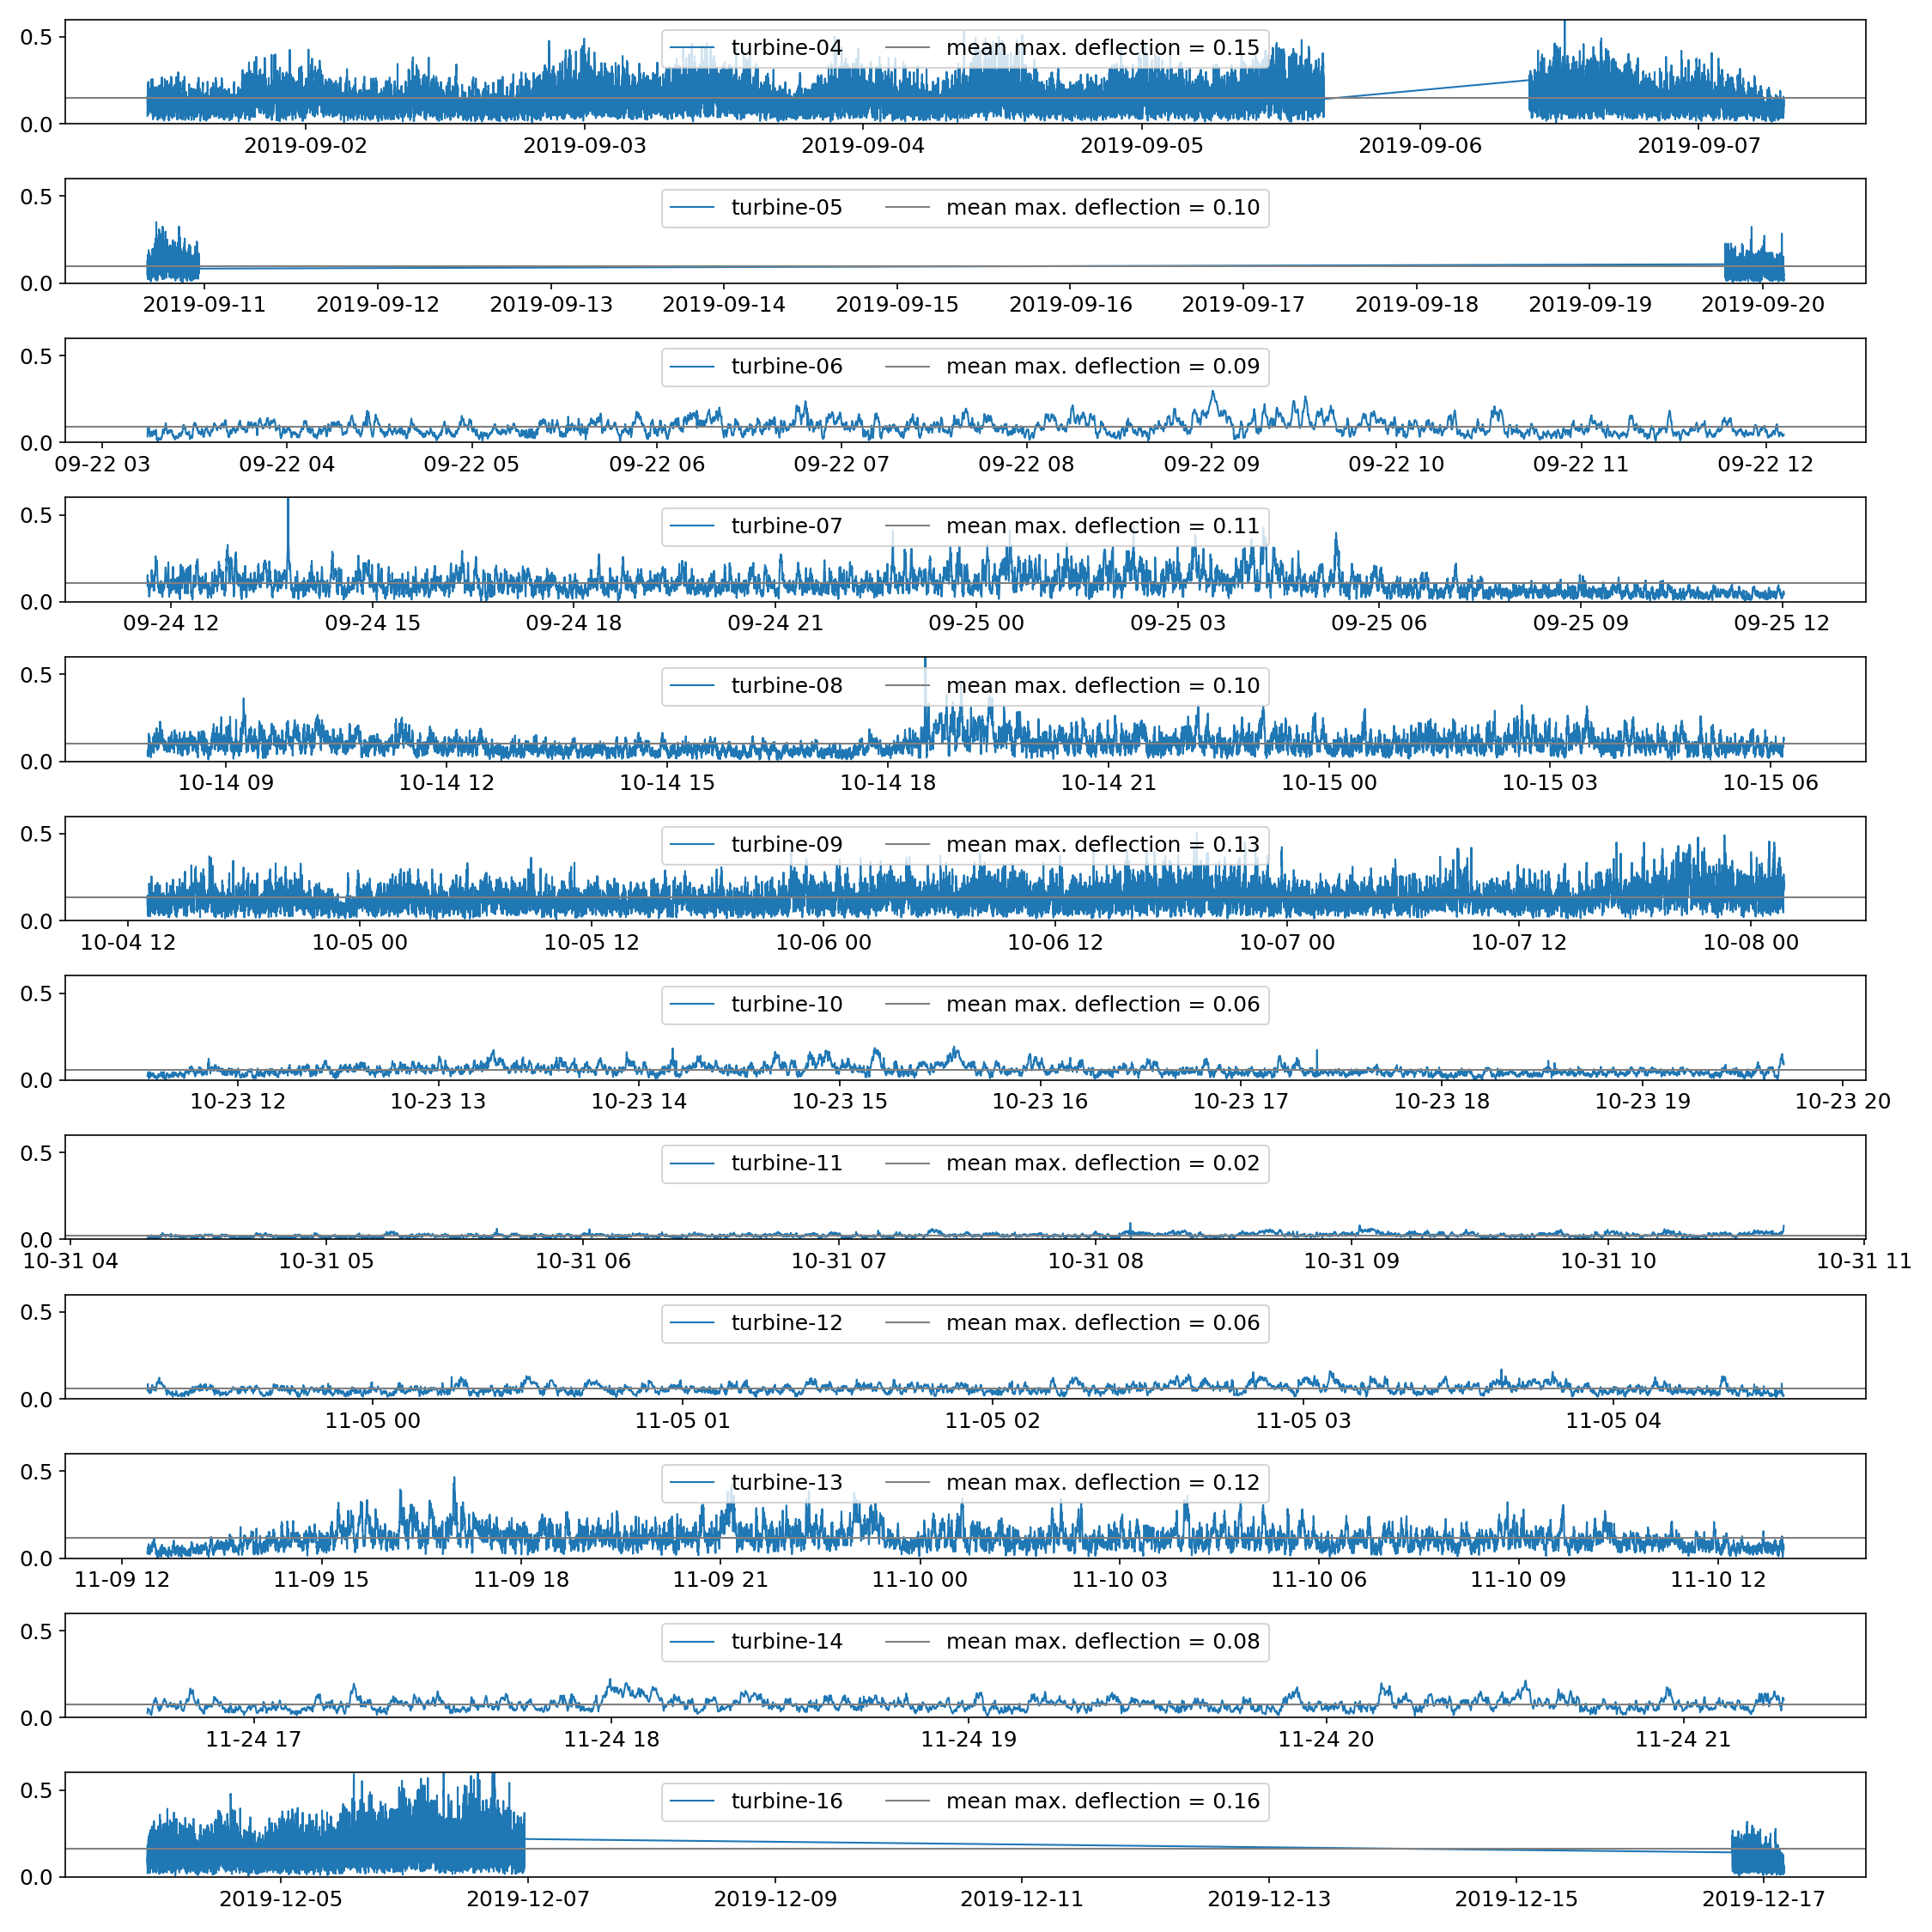 0.5
turbine-04 mean max. deflection = 0.15
0.0
2019-09-02 2019-09-03 2019-09-04 2019-09-05 2019-09-06 2019-09-07
0.5
turbine-05 mean max. deflection = 0.10
0.0
2019-09-11 2019-09-12 2019-09-13 2019-09-14 2019-09-15 2019-09-16 2019-09-17 2019-09-18 2019-09-19 2019-09-20
0.5
turbine-06 mean max. deflection = 0.09
0.0
09-22 03 09-22 04 09-22 05 09-22 06 09-22 07 09-22 08 09-22 09 09-22 10 09-22 11 09-22 12
0.5
turbine-07 mean max. deflection = 0.11
0.0
09-24 12 09-24 15 09-24 18 09-24 21 09-25 00 09-25 03 09-25 06 09-25 09 09-25 12
0.5
turbine-08 mean max. deflection = 0.10
0.0
10-14 09 10-14 12 10-14 15 10-14 18 10-14 21 10-15 00 10-15 03 10-15 06
0.5
turbine-09 mean max. deflection = 0.13
0.0
10-04 12 10-05 00 10-05 12 10-06 00 10-06 12 10-07 00 10-07 12 10-08 00
0.5
turbine-10 mean max. deflection = 0.06
0.0
10-23 12 10-23 13 10-23 14 10-23 15 10-23 16 10-23 17 10-23 18 10-23 19 10-23 20
0.5
turbine-11 mean max. deflection = 0.02
0.0
10-31 04 10-31 05 10-31 06 10-31 07 10-31 08 10-31 09 10-31 10 10-31 11
0.5
turbine-12 mean max. deflection = 0.06
0.0
11-05 00 11-05 01 11-05 02 11-05 03 11-05 04
0.5
turbine-13 mean max. deflection = 0.12
0.0
11-09 12 11-09 15 11-09 18 11-09 21 11-10 00 11-10 03 11-10 06 11-10 09 11-10 12
0.5
turbine-14 mean max. deflection = 0.08
0.0
11-24 17 11-24 18 11-24 19 11-24 20 11-24 21
0.5
turbine-16 mean max. deflection = 0.16
0.0
2019-12-05 2019-12-07 2019-12-09 2019-12-11 2019-12-13 2019-12-15 2019-12-17